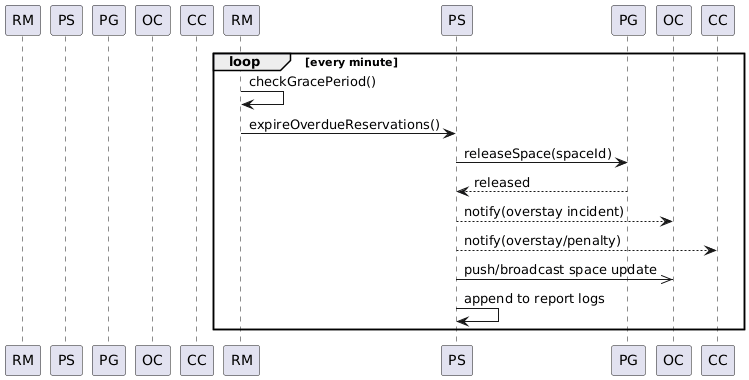 RM PS PG OC CC RM PS PG OC CC
loop [every minute]
checkGracePeriod()
expireOverdueReservations()
releaseSpace(spaceId)
released
notify(overstay incident)
notify(overstay/penalty)
push/broadcast space update
append to report logs
RM PS PG OC CC RM PS PG OC CC